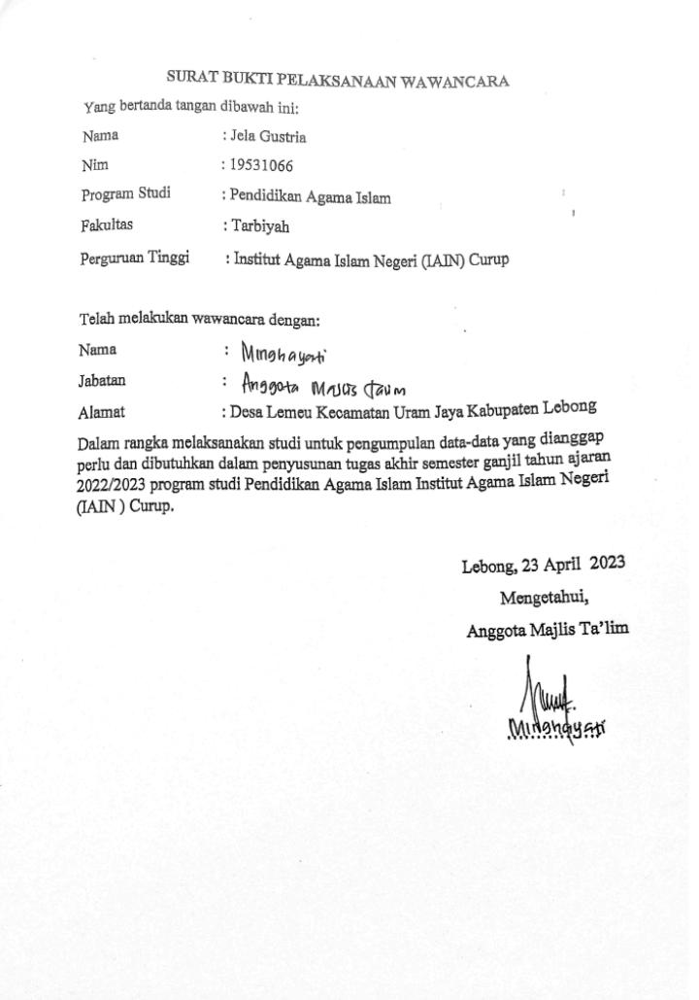 SURAT BUKTI PELAKSANAAN WAWANCARA
Yang bertanda tangan dibawah ini:
Nama : Jela Gustria
Nim : 19531066
Program Studi : Pendidikan Agama Islam
Fakultas : Tarbiyah
Perguruan Tinggi : Institut Agama Islam Negeri (IAIN) Curup
Telah melakukan wawancara dengan:
Nama : Minghayati
Jabatan : Anggota Majlis
Alamat : Desa Lemeu Kecamatan Uram Jaya Kabupaten Lebong
Dalam rangka melaksanakan studi untuk pengumpulan data-data yang dianggap
perlu dan dibutuhkan dalam penyusunan tugas akhir semester ganjil tahun ajaran
2022/2023 program studi Pendidikan Agama Islam Institut Agama Islam Negeri
(IAIN ) Curup.
Lebong, 23 April 2023
Mengetahui,
Anggota Majlis Ta'lim
Minghayati